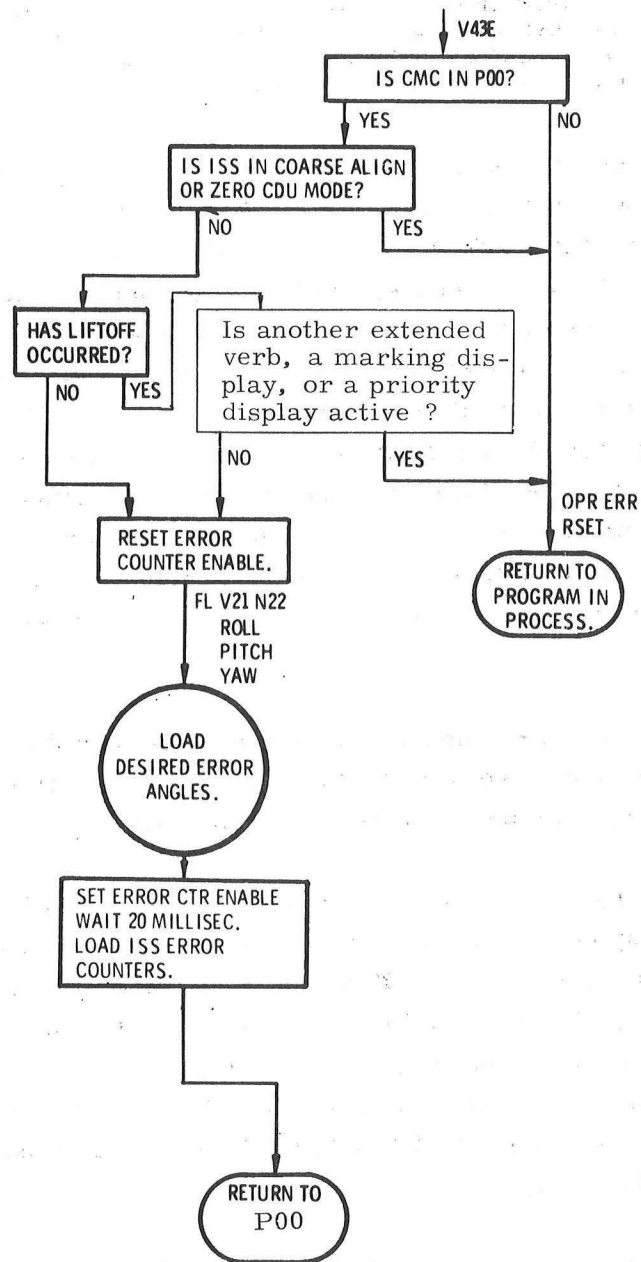 V43E
IS CMC IN P00?
YES
NO
IS ISS IN COARSE ALIGN
OR ZERO CDU MODE?
NO
YES
HAS LIFTOFF
OCCURRED?
NO
YES
Is another extended
verb, a marking dis-
play, or a priority
display active ?
NO
YES
OPR ERR
RSET
RESET ERROR
COUNTER ENABLE.
RETURN TO
PROGRAM IN
PROCESS.
FL V21 N22
ROLL
PITCH
YAW
LOAD
DESIRED ERROR
ANGLES.
SET ERROR CTR ENABLE
WAIT 20 MILLISEC.
LOAD ISS ERROR
COUNTERS.
RETURN TO
P00